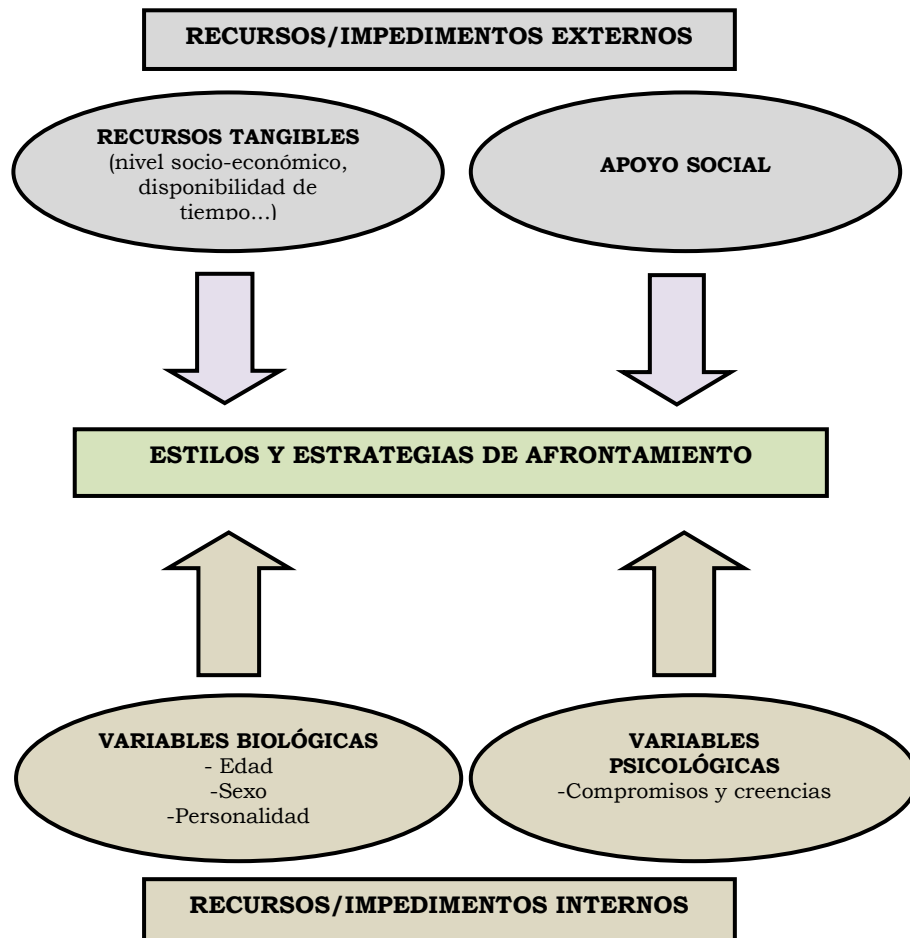 RECURSOS/IMPEDIMENTOS EXTERNOS
RECURSOS TANGIBLES
(nivel socio-económico,
disponibilidad de
tiempo…)
APOYO SOCIAL
ESTILOS Y ESTRATEGIAS DE AFRONTAMIENTO
VARIABLES BIOLÓGICAS
- Edad
-Sexo
-Personalidad
VARIABLES
PSICOLÓGICAS
-Compromisos y creencias
RECURSOS/IMPEDIMENTOS INTERNOS